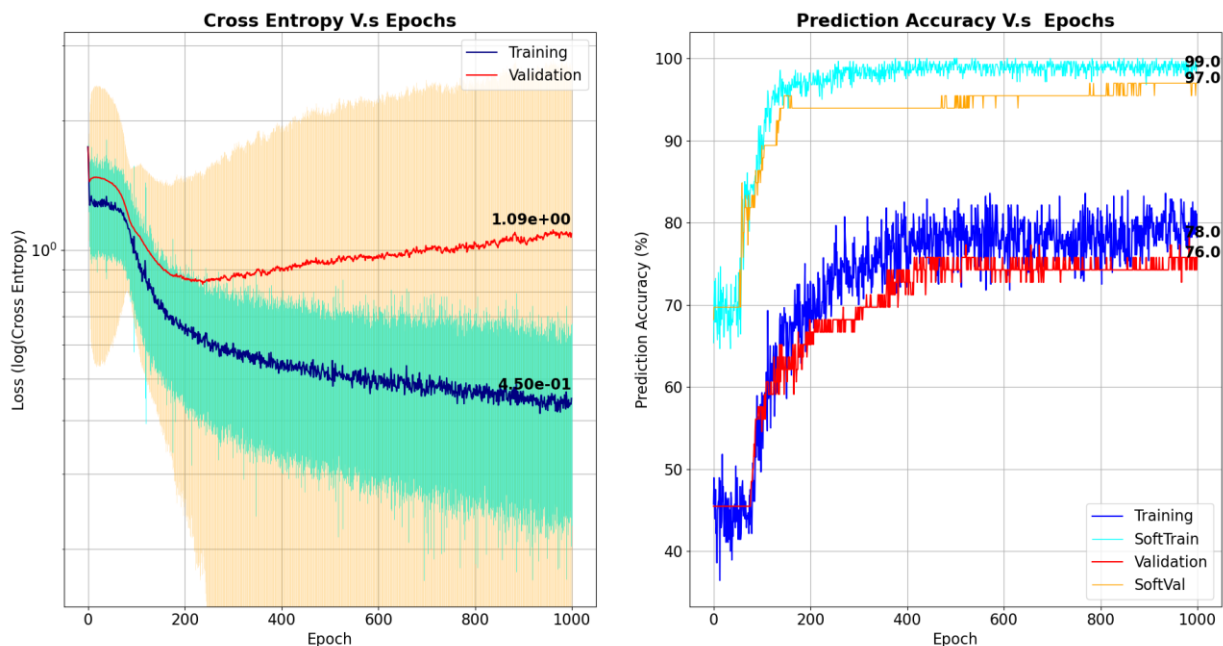 Cross Entropy V.s Epochs
Training
Validation
1.09e+00
4.50e-01
10⁰
Loss (log(Cross Entropy)
0
200
400
600
800
1000
Epoch
Prediction Accuracy V.s  Epochs
99.0
97.0
78.0
76.0
100
90
80
70
60
50
40
Prediction Accuracy (%)
Training
SoftTrain
Validation
SoftVal
0
200
400
600
800
1000
Epoch